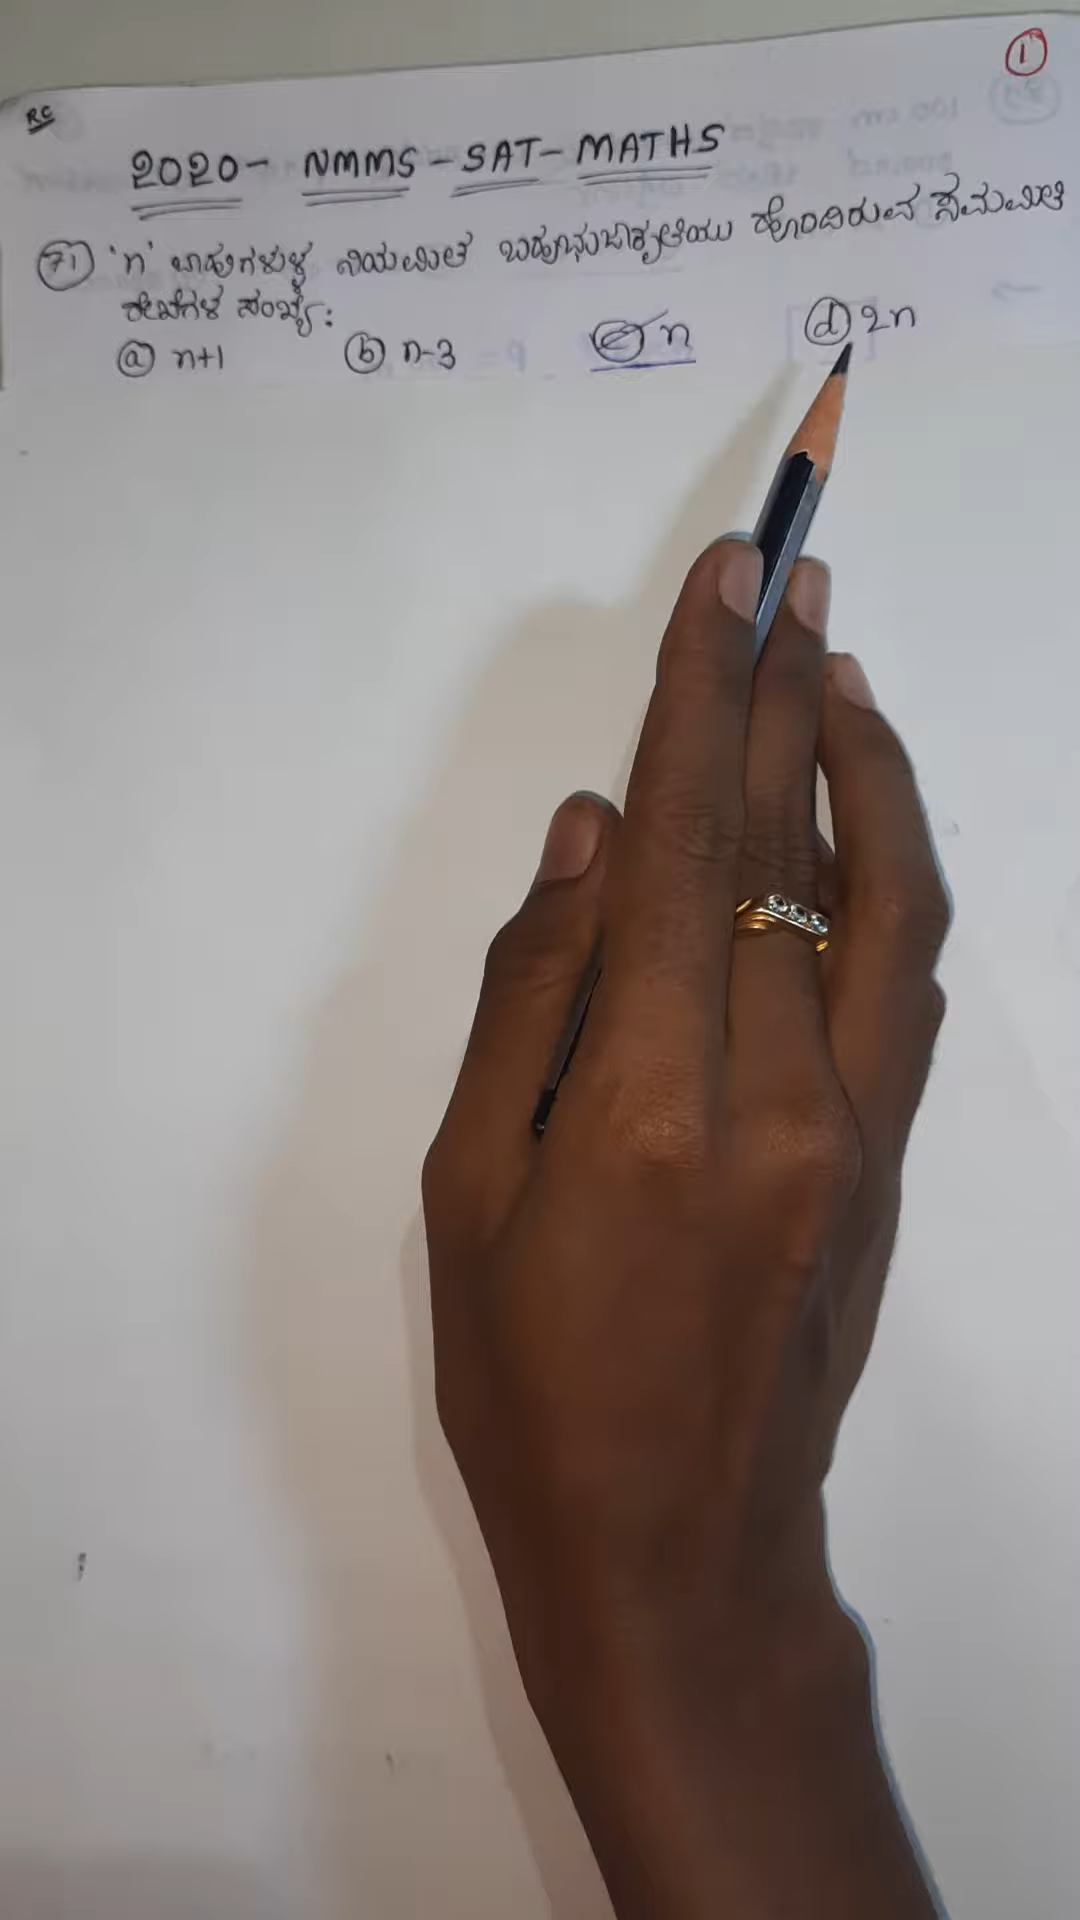 1
RC
2020- NMMS - SAT- MATHS
71) 'n' ಬಾಹುಗಳುಳ್ಳ ನಿಯಮಿತ ಬಹುಭುಜಾಕೃತಿಯು ಹೊಂದಿರುವ ಸಮಮಿತಿ
ರೇಖೆಗಳ ಸಂಖ್ಯೆ:
(a) n+1 (b) n-3 (c) n (d) 2n